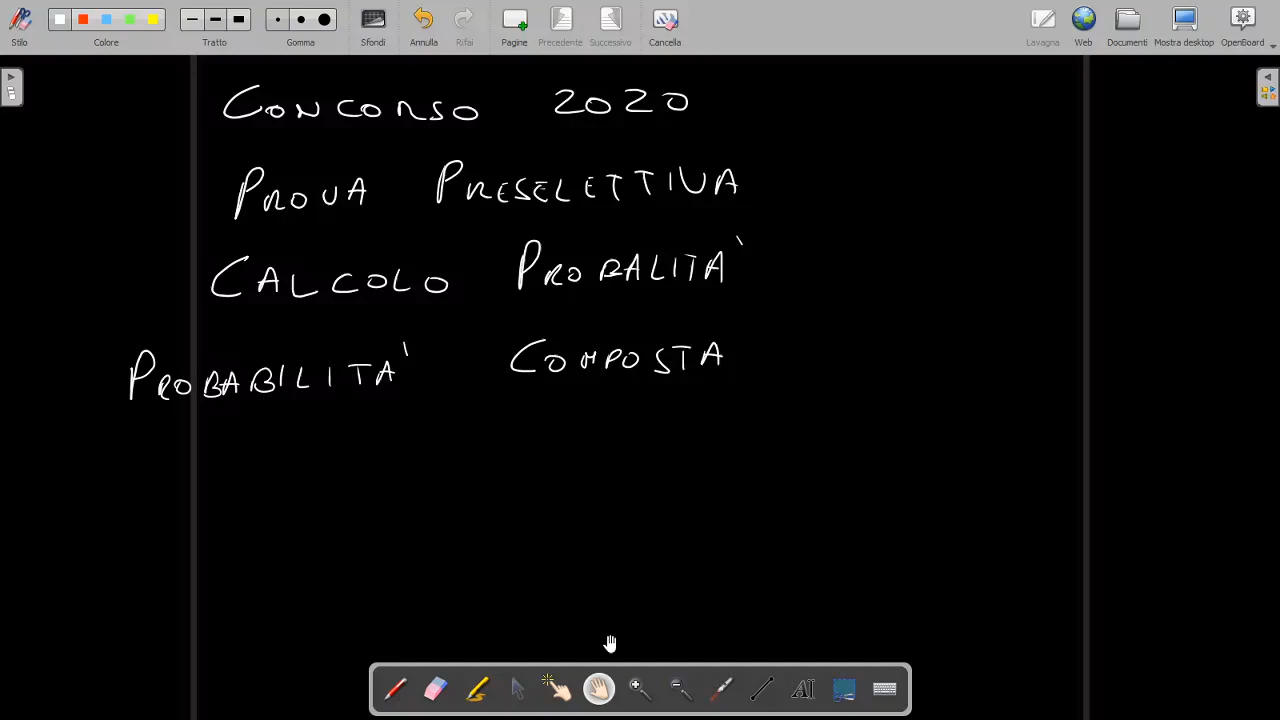 Stilo Colore Tratto Gomma Sfondi Annulla Rifai Pagine Precedente Successivo Cancella Lavagna Web Documenti Mostra desktop OpenBoard
CONCORSO 2020
PROVA PRESELETTIVA
CALCOLO PROBALITA'
PROBABILITA' COMPOSTA
AI